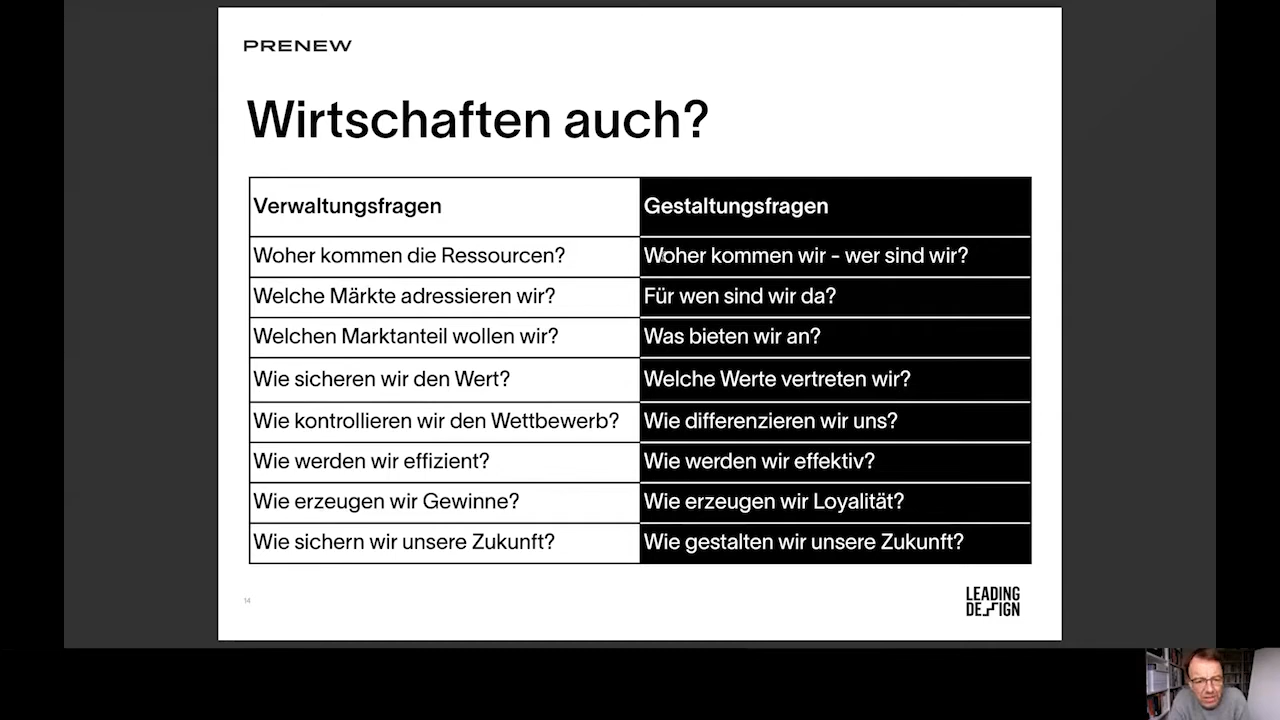 PRENEW
Wirtschaften auch?
Verwaltungsfragen
Gestaltungsfragen
Woher kommen die Ressourcen?
Woher kommen wir - wer sind wir?
Welche Märkte adressieren wir?
Für wen sind wir da?
Welchen Marktanteil wollen wir?
Was bieten wir an?
Wie sicheren wir den Wert?
Welche Werte vertreten wir?
Wie kontrollieren wir den Wettbewerb?
Wie differenzieren wir uns?
Wie werden wir effizient?
Wie werden wir effektiv?
Wie erzeugen wir Gewinne?
Wie erzeugen wir Loyalität?
Wie sichern wir unsere Zukunft?
Wie gestalten wir unsere Zukunft?
14
LEADING
DESIGN